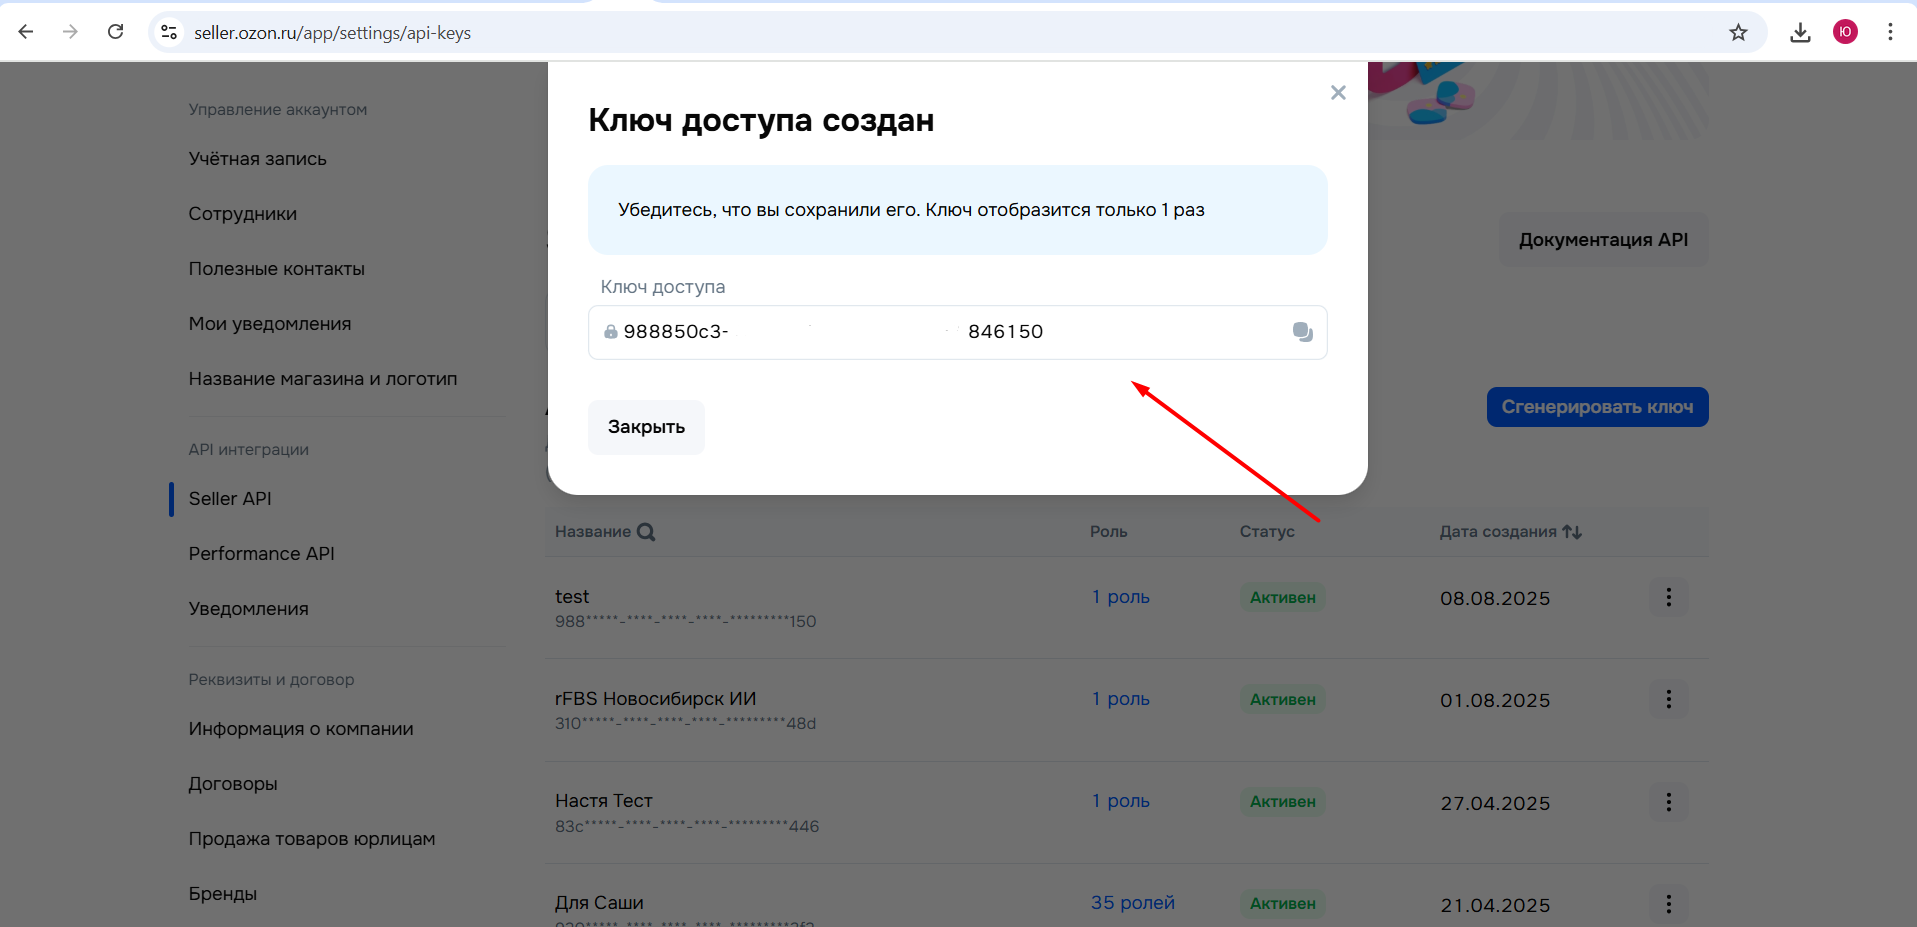 seller.ozon.ru/app/settings/api-keys
Ю
Управление аккаунтом
Учётная запись
Сотрудники
Полезные контакты
Мои уведомления
Название магазина и логотип
API интеграции
Seller API
Performance API
Уведомления
Реквизиты и договор
Информация о компании
Договоры
Продажа товаров юрлицам
Бренды
Ключ доступа создан
Убедитесь, что вы сохранили его. Ключ отобразится только 1 раз
Ключ доступа
988850c3- 846150
Закрыть
Документация API
Сгенерировать ключ
Название Роль Статус Дата создания
test 1 роль Активен 08.08.2025
988*****-****-****-****-*********150
rFBS Новосибирск ИИ 1 роль Активен 01.08.2025
310*****-****-****-****-*********48d
Настя Тест 1 роль Активен 27.04.2025
83c*****-****-****-****-*********446
Для Саши 35 ролей Активен 21.04.2025